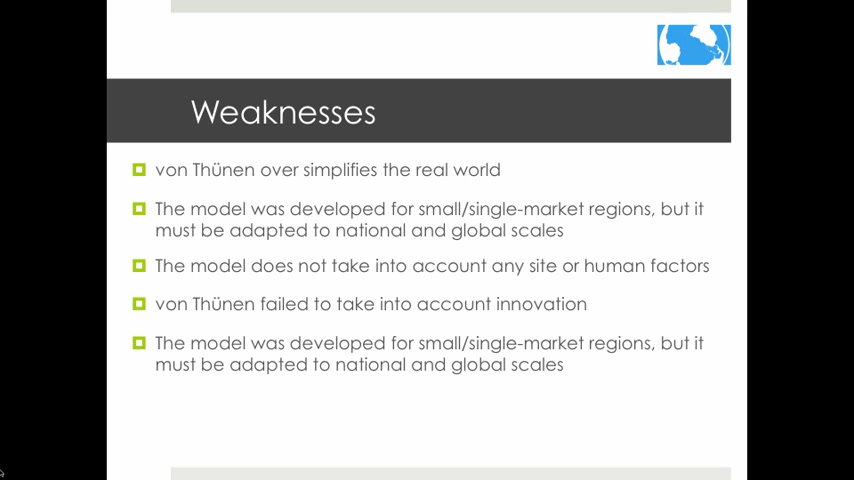 Weaknesses
von Thünen over simplifies the real world
The model was developed for small/single-market regions, but it
must be adapted to national and global scales
The model does not take into account any site or human factors
von Thünen failed to take into account innovation
The model was developed for small/single-market regions, but it
must be adapted to national and global scales